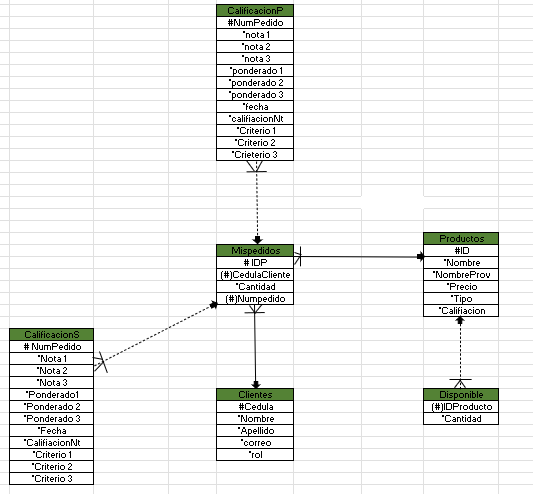 CalificacionP
#NumPedido
*nota 1
*nota 2
*nota 3
*ponderado 1
*ponderado 2
*ponderado 3
*fecha
*califiacionNt
*Criterio 1
*Criterio 2
*Crieterio 3
Mispedidos
# IDP
(#)CedulaCliente
*Cantidad
(#)Numpedido
Productos
#ID
*Nombre
*NombreProv
*Precio
*Tipo
*Califiacion
CalificacionS
# NumPedido
*Nota 1
*Nota 2
*Nota 3
*Ponderado1
*Ponderado 2
*Ponderado 3
*Fecha
*CalifiacionNt
*Criterio 1
*Criterio 2
*Criterio 3
Clientes
#Cedula
*Nombre
*Apellido
*correo
*rol
Disponible
(#)IDProducto
*Cantidad